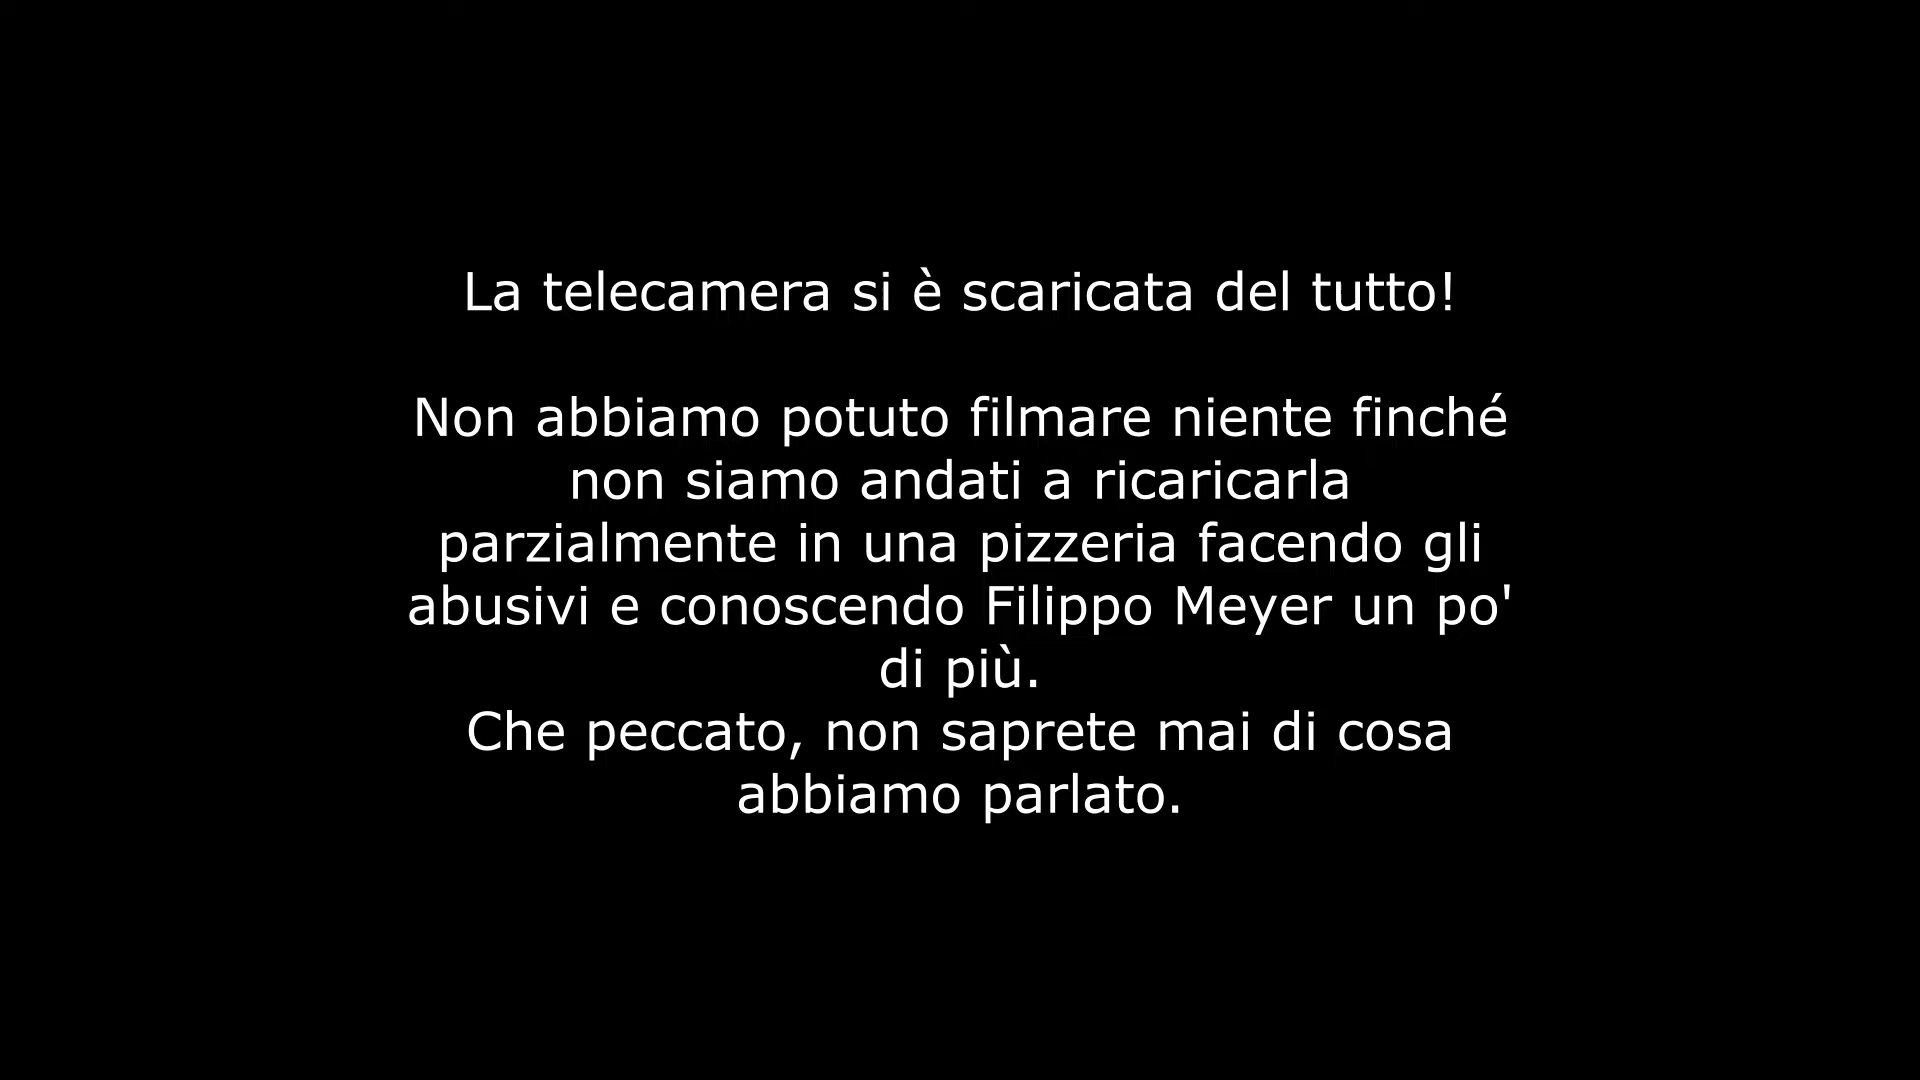 La telecamera si è scaricata del tutto!
Non abbiamo potuto filmare niente finché
non siamo andati a ricaricarla
parzialmente in una pizzeria facendo gli
abusivi e conoscendo Filippo Meyer un po'
di più.
Che peccato, non saprete mai di cosa
abbiamo parlato.